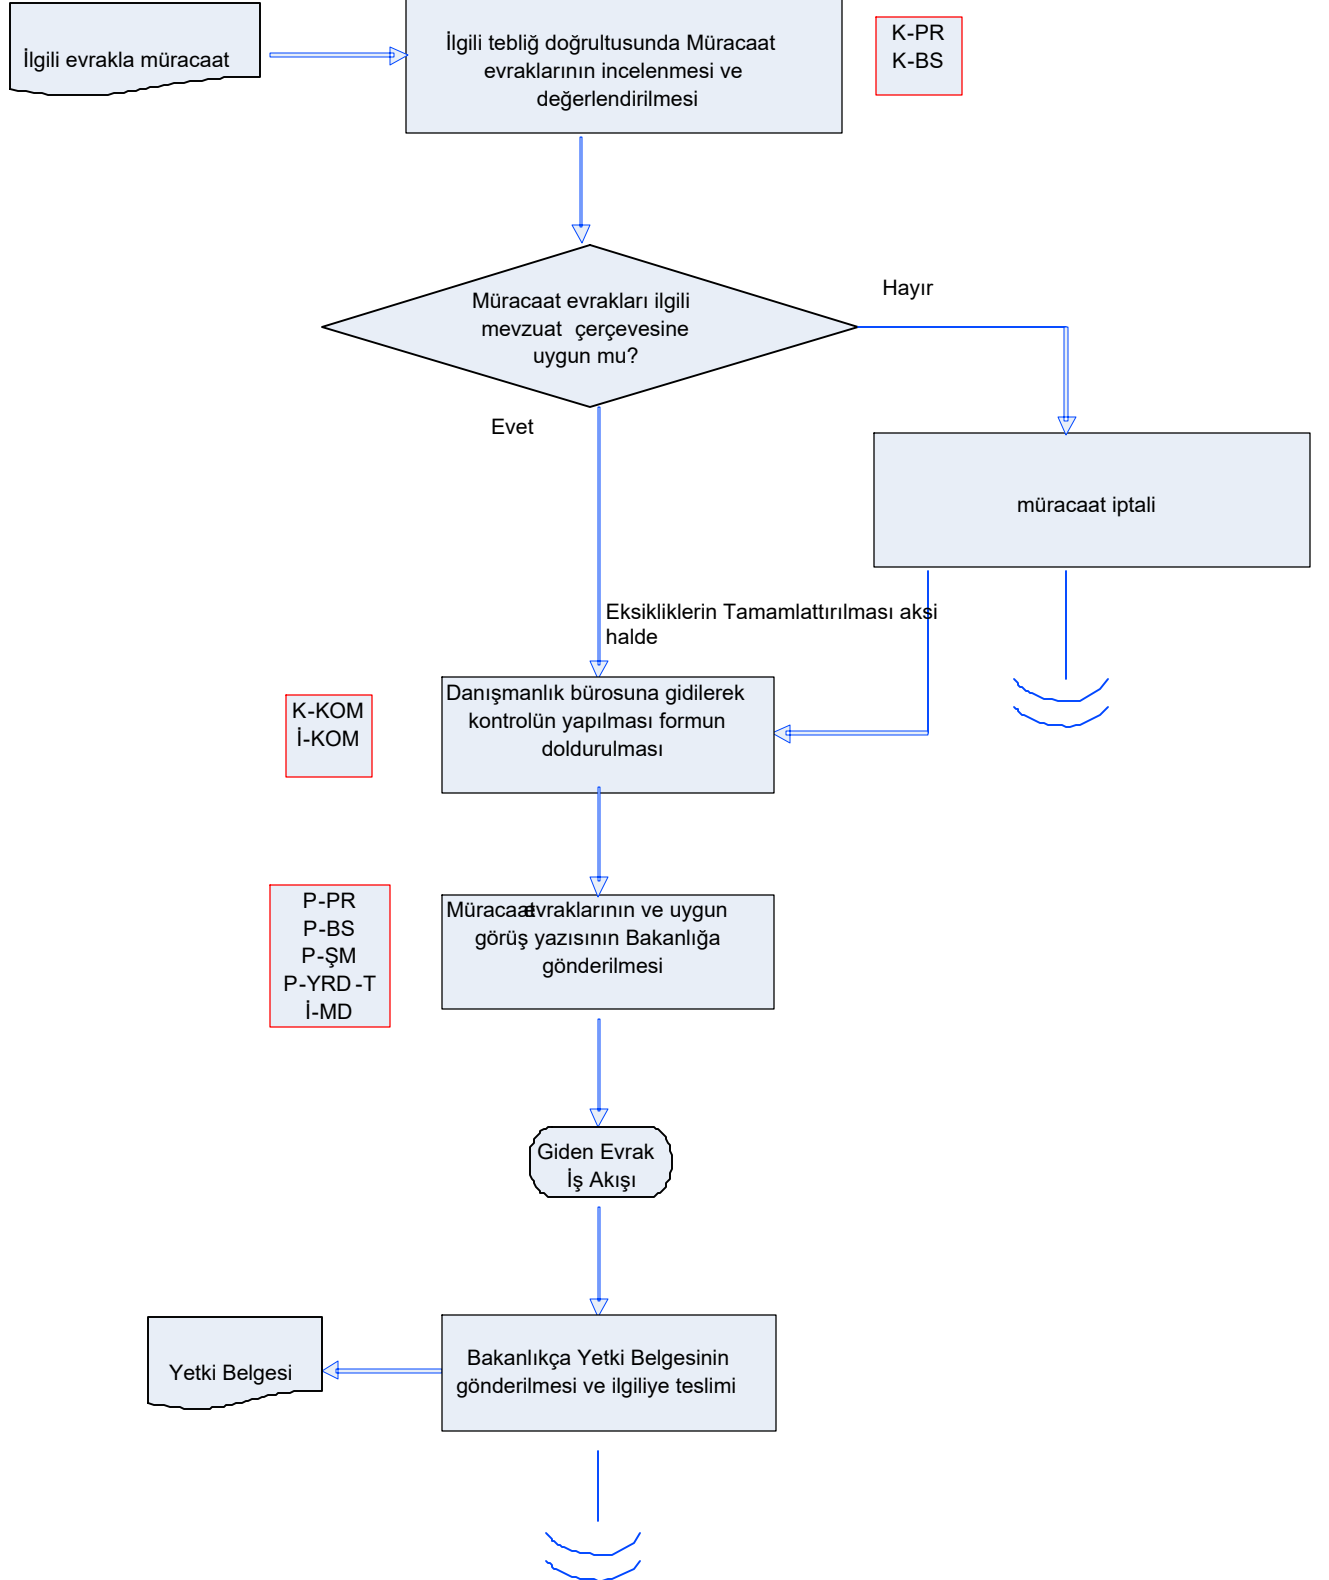 İlgili evrakla müracaat
İlgili tebliğ doğrultusunda Müracaat
evraklarının incelenmesi ve
değerlendirilmesi
K-PR
K-BS
Müracaat evrakları ilgili
mevzuat çerçevesine
uygun mu?
Hayır
Evet
müracaat iptali
Eksikliklerin Tamamlattırılması aksi
halde
K-KOM
İ-KOM
Danışmanlık bürosuna gidilerek
kontrolün yapılması formun
doldurulması
P-PR
P-BS
P-ŞM
P-YRD -T
İ-MD
Müracaat evraklarının ve uygun
görüş yazısının Bakanlığa
gönderilmesi
Giden Evrak
İş Akışı
Yetki Belgesi
Bakanlıkça Yetki Belgesinin
gönderilmesi ve ilgiliye teslimi